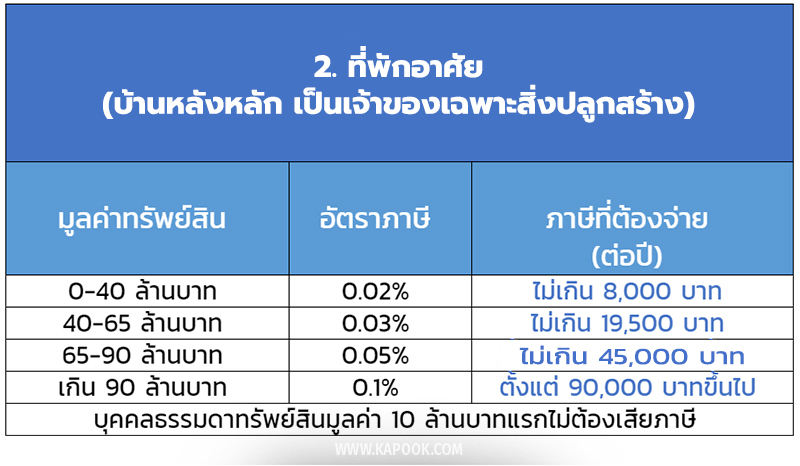 2. ที่พักอาศัย
(บ้านหลังหลัก เป็นเจ้าของเฉพาะสิ่งปลูกสร้าง)
มูลค่าทรัพย์สิน อัตราภาษี ภาษีที่ต้องจ่าย
(ต่อปี)
0-40 ล้านบาท 0.02% ไม่เกิน 8,000 บาท
40-65 ล้านบาท 0.03% ไม่เกิน 19,500 บาท
65-90 ล้านบาท 0.05% ไม่เกิน 45,000 บาท
เกิน 90 ล้านบาท 0.1% ตั้งแต่ 90,000 บาทขึ้นไป
บุคคลธรรมดาทรัพย์สินมูลค่า 10 ล้านบาทแรกไม่ต้องเสียภาษี
WWW.KAPOOK.COM